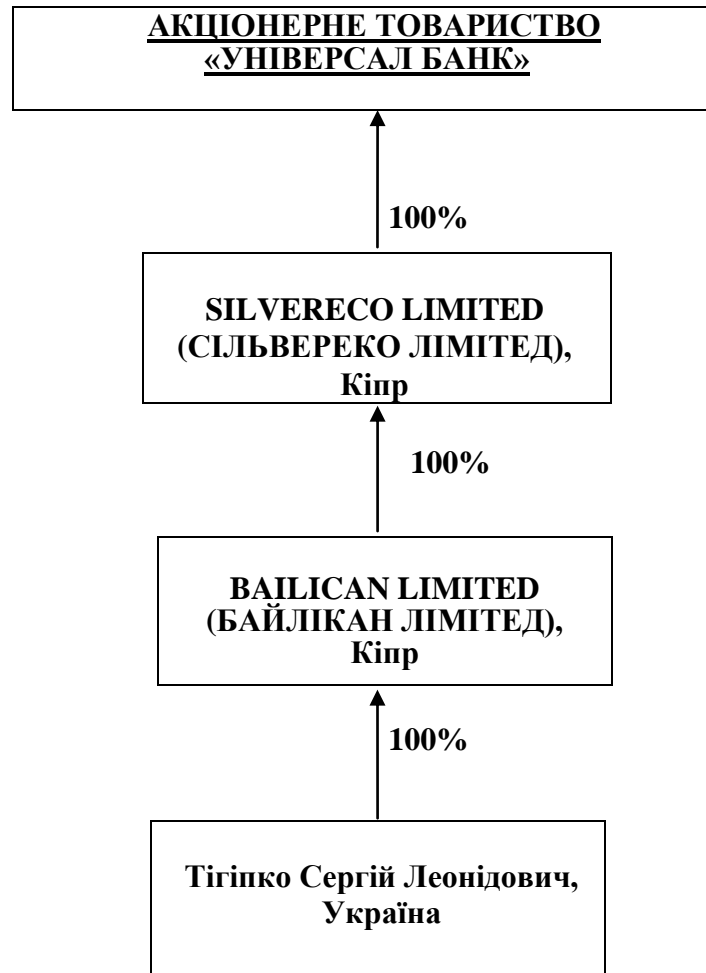 АКЦІОНЕРНЕ ТОВАРИСТВО
«УНІВЕРСАЛ БАНК»
100%
SILVERECO LIMITED
(СІЛЬВЕРЕКО ЛІМІТЕД),
Кіпр
100%
BAILICAN LIMITED
(БАЙЛІКАН ЛІМІТЕД),
Кіпр
100%
Тігіпко Сергій Леонідович,
Україна